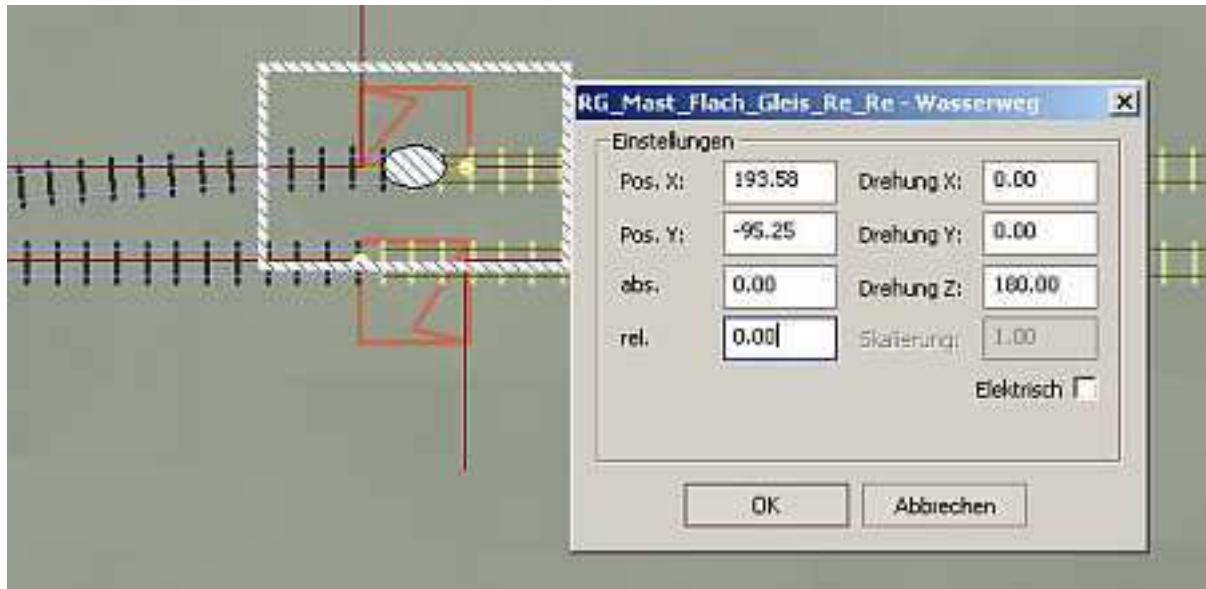 RG_Mast_Flach_Gleis_Re_Re - Wasserweg
Einstellungen
Pos. X: 193.58 Drehung X: 0.00
Pos. Y: -95.25 Drehung Y: 0.00
abs. 0.00 Drehung Z: 180.00
rel. 0.00 Skalierung: 1.00
Elektrisch
OK Abbrechen